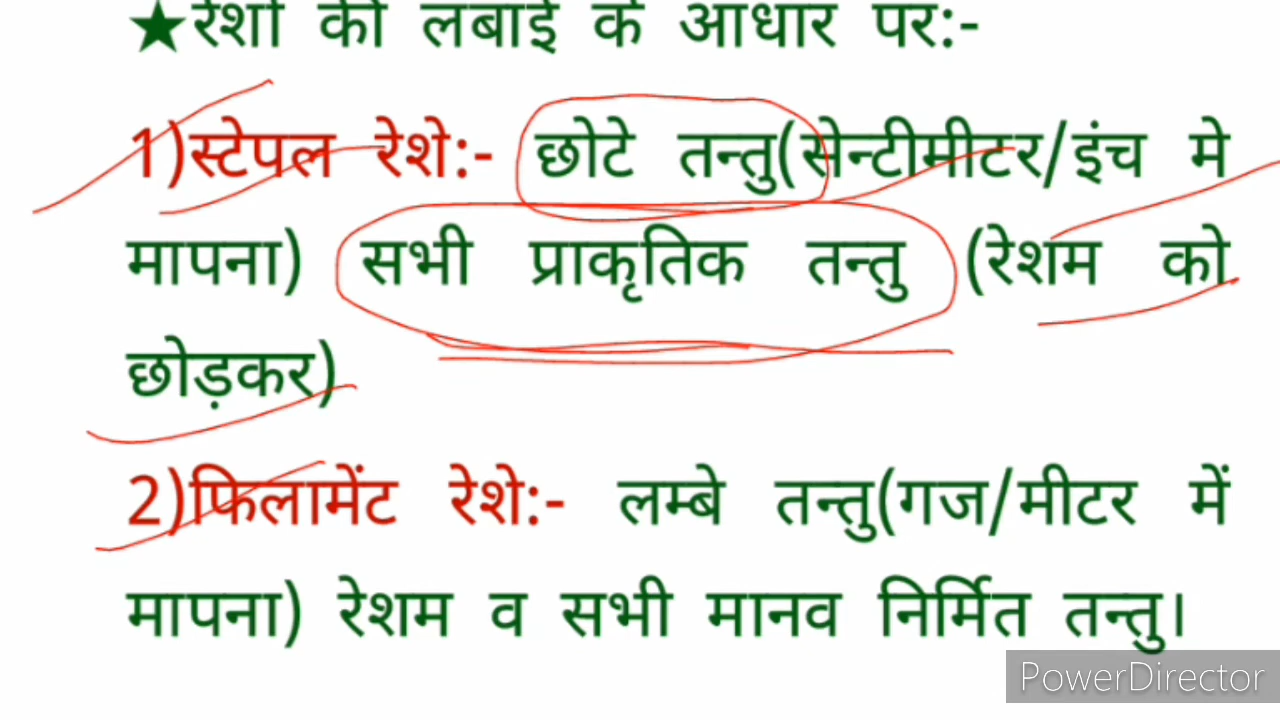 ★रेशों की लंबाई के आधार पर:-
1)स्टेपल रेशे:- छोटे तन्तु(सेन्टीमीटर/इंच मे
मापना) सभी प्राकृतिक तन्तु (रेशम को
छोड़कर)
2)फिलामेंट रेशे:- लम्बे तन्तु(गज/मीटर में
मापना) रेशम व सभी मानव निर्मित तन्तु।
PowerDirector